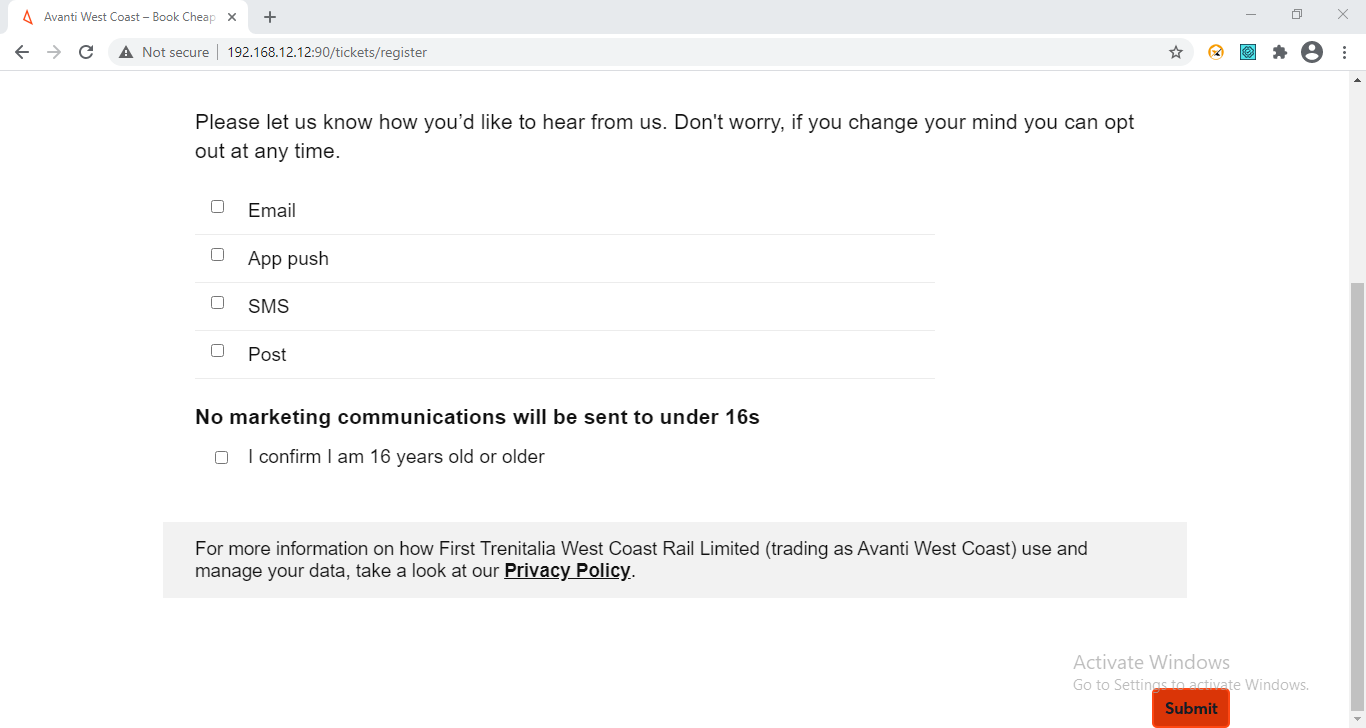 Avanti West Coast – Book Cheap
Not secure
192.168.12.12:90/tickets/register
Please let us know how you’d like to hear from us. Don't worry, if you change your mind you can opt
out at any time.
Email
App push
SMS
Post
No marketing communications will be sent to under 16s
I confirm I am 16 years old or older
For more information on how First Trenitalia West Coast Rail Limited (trading as Avanti West Coast) use and
manage your data, take a look at our Privacy Policy.
Activate Windows
Go to Settings to activate Windows.
Submit